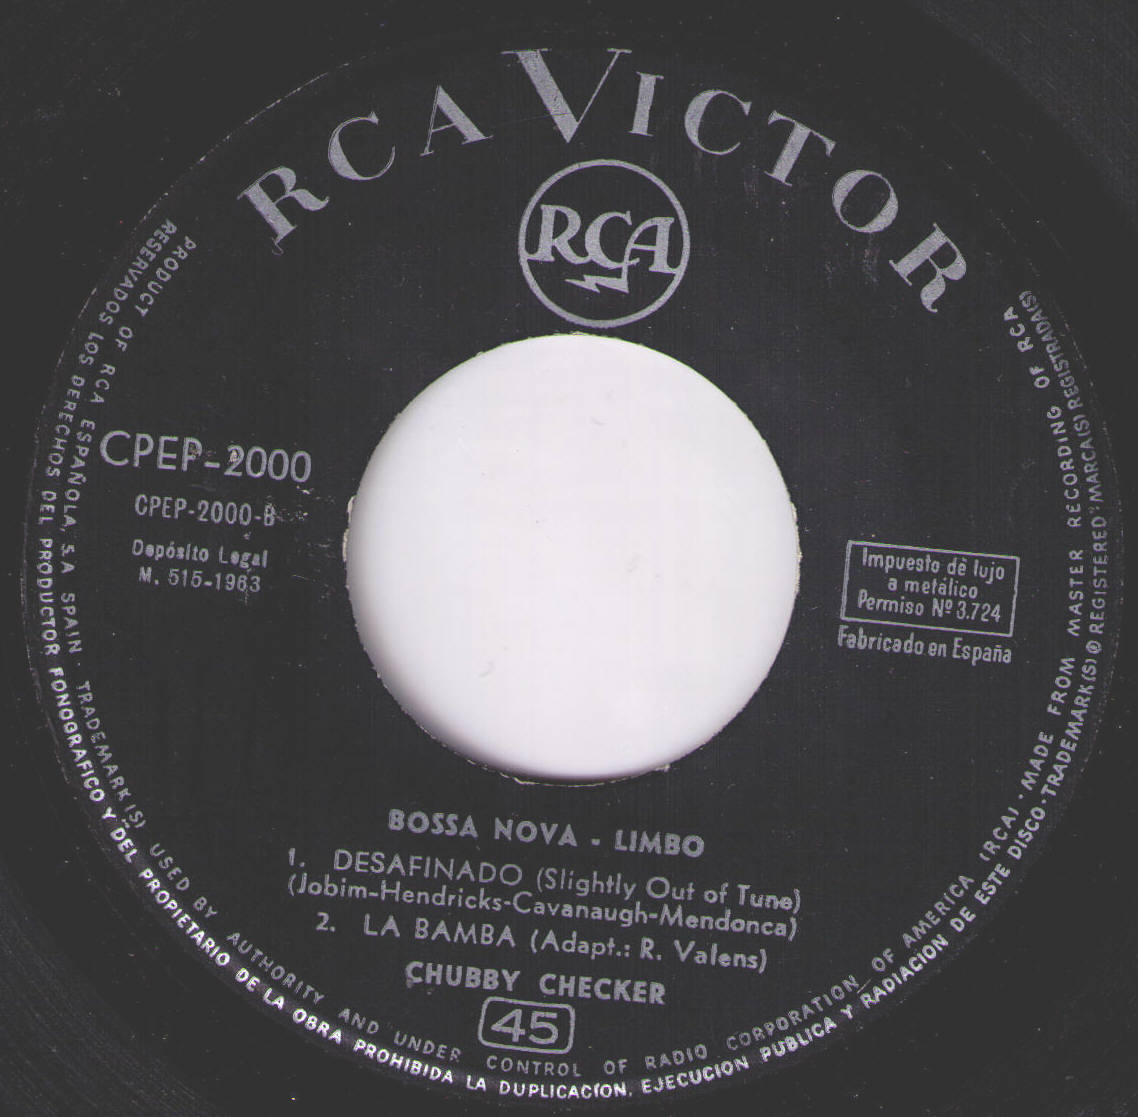 RCA VICTOR
RCA
CPEP-2000
CPEP-2000-B
Depósito Legal
M. 515-1963
Impuesto de lujo
a metálico
Permiso Nº 3.724
Fabricado en España
BOSSA NOVA - LIMBO
1. DESAFINADO (Slightly Out of Tune)
(Jobim-Hendricks-Cavanaugh-Mendonca)
2. LA BAMBA (Adapt.: R. Valens)
CHUBBY CHECKER
45
PRODUCT OF RCA ESPAÑOLA, S.A SPAIN · TRADEMARK(S) USED BY AUTHORITY AND UNDER CONTROL OF RADIO CORPORATION OF AMERICA (RCA) · MADE FROM MASTER RECORDING OF RCA
RESERVADOS LOS DERECHOS DEL PRODUCTOR FONOGRAFICO Y DEL PROPIETARIO DE LA OBRA PROHIBIDA LA DUPLICACION, EJECUCION PUBLICA Y RADIACION DE ESTE DISCO·TRADEMARK(S) ® REGISTERED "MARCA(S) REGISTRADA(S)